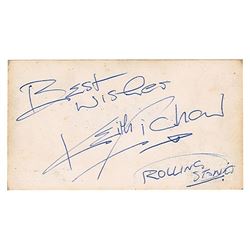 Best
Wishes
Keith Richard
ROLLING STONES